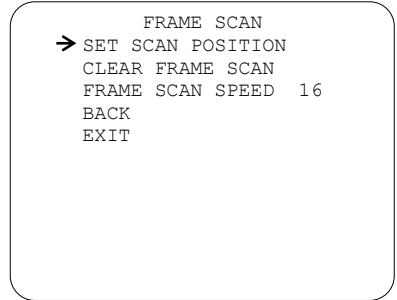 FRAME SCAN
→ SET SCAN POSITION
CLEAR FRAME SCAN
FRAME SCAN SPEED 16
BACK
EXIT